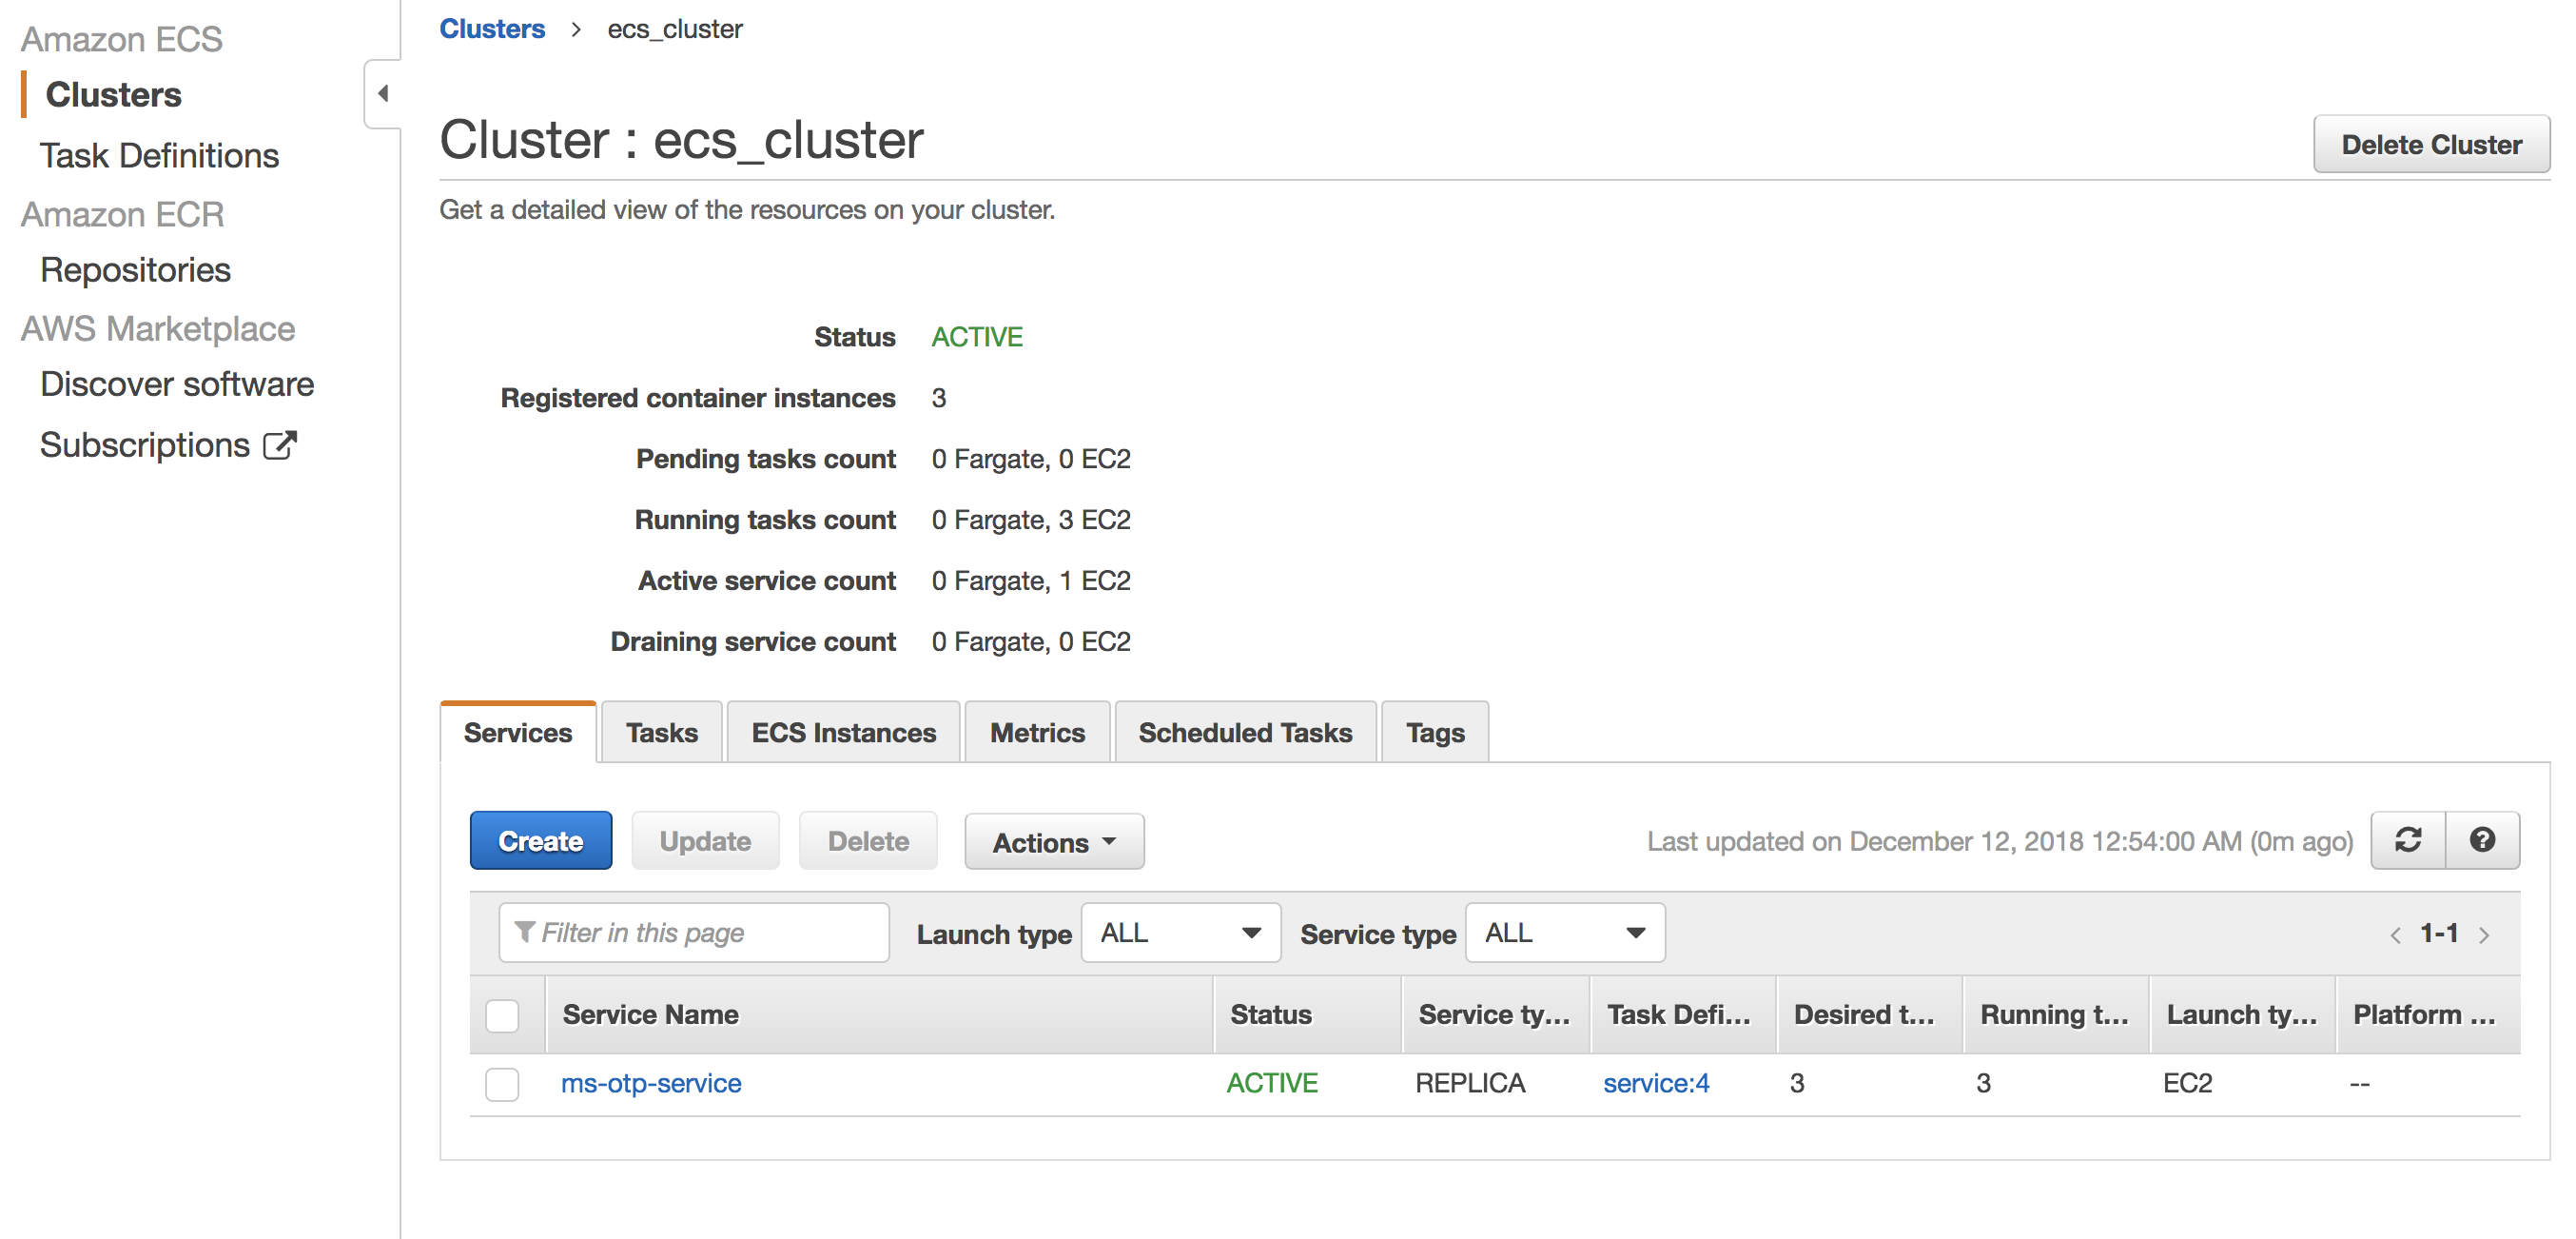 Amazon ECS
Clusters
Task Definitions
Amazon ECR
Repositories
AWS Marketplace
Discover software
Subscriptions
Clusters > ecs_cluster
Cluster : ecs_cluster
Delete Cluster
Get a detailed view of the resources on your cluster.
Status ACTIVE
Registered container instances 3
Pending tasks count 0 Fargate, 0 EC2
Running tasks count 0 Fargate, 3 EC2
Active service count 0 Fargate, 1 EC2
Draining service count 0 Fargate, 0 EC2
Services Tasks ECS Instances Metrics Scheduled Tasks Tags
Create Update Delete Actions Last updated on December 12, 2018 12:54:00 AM (0m ago)
Filter in this page Launch type ALL Service type ALL < 1-1 >
Service Name Status Service ty... Task Defi... Desired t... Running t... Launch ty... Platform ...
ms-otp-service ACTIVE REPLICA service:4 3 3 EC2 --